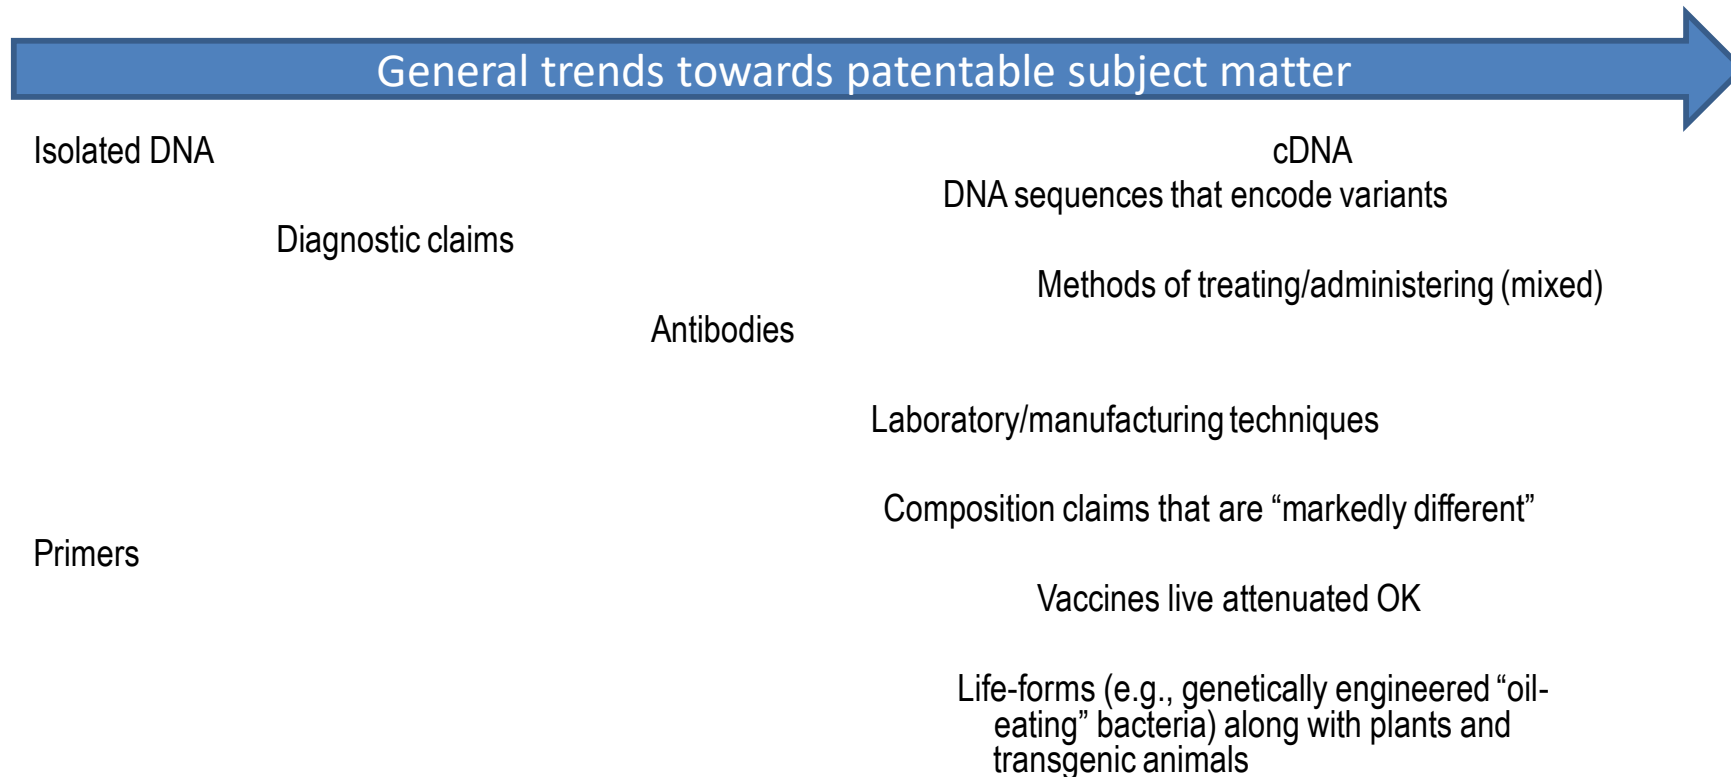 General trends towards patentable subject matter
Isolated DNA
cDNA
DNA sequences that encode variants
Diagnostic claims
Methods of treating/administering (mixed)
Antibodies
Laboratory/manufacturing techniques
Composition claims that are “markedly different”
Primers
Vaccines live attenuated OK
Life-forms (e.g., genetically engineered “oil-
eating” bacteria) along with plants and
transgenic animals